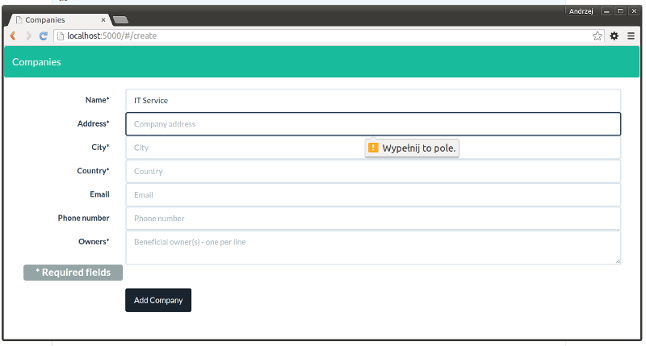 Andrzej
Companies
localhost:5000/#/create
Companies
Name* IT Service
Address* Company address
City* City
Wypełnij to pole.
Country* Country
Email Email
Phone number Phone number
Owners* Beneficial owner(s) - one per line
* Required fields
Add Company